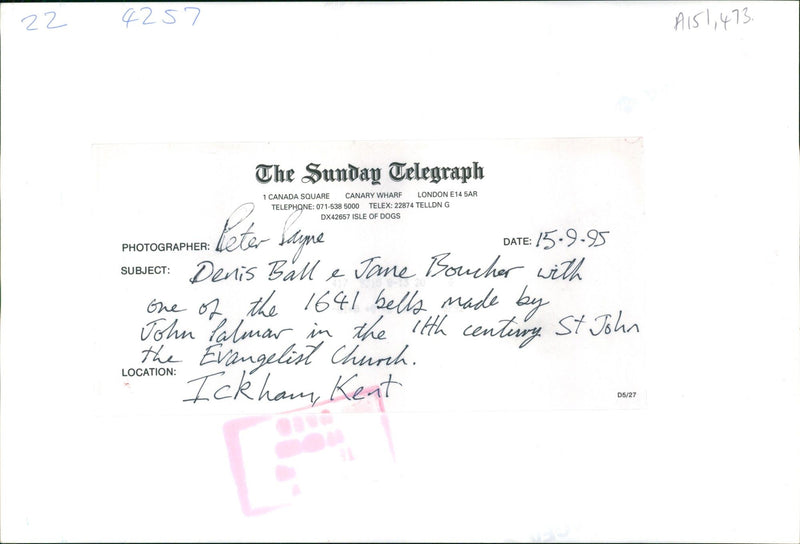 22 4257 A151,473.
The Sunday Telegraph
1 CANADA SQUARE CANARY WHARF LONDON E14 5AR
TELEPHONE: 071-538 5000 TELEX: 22874 TELLDN G
DX42657 ISLE OF DOGS
PHOTOGRAPHER: Peter Payne DATE: 15.9.95
SUBJECT: Denis Ball & Jane Boucher with
one of the 1641 bells made by
John Palmar in the 11th century St John
the Evangelist Church.
LOCATION:
Ickham, Kent
D5/27